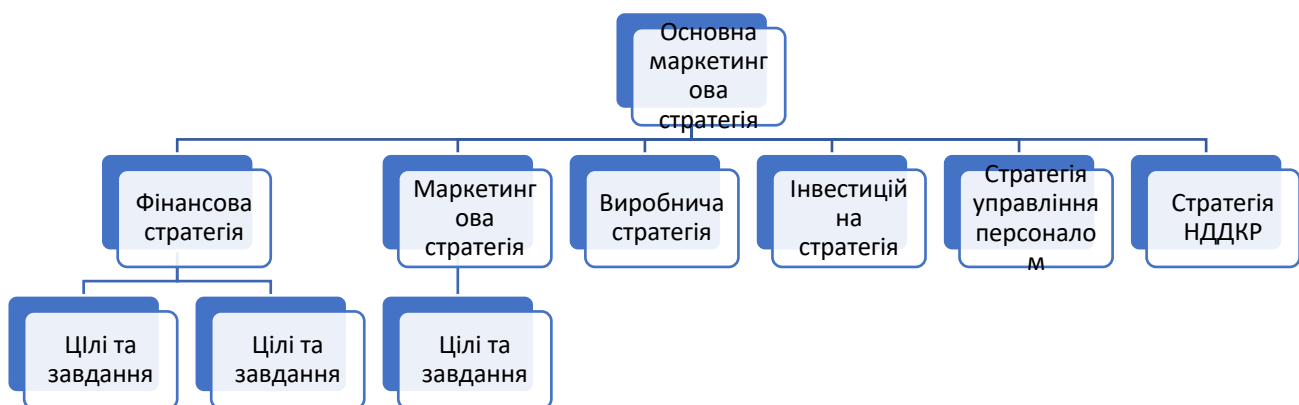 Основна
маркетинг
ова
стратегія
Фінансова
стратегія
Маркетинг
ова
стратегія
Виробнича
стратегія
Інвестицій
на
стратегія
Стратегія
управління
персонало
м
Стратегія
НДДКР
ЦІлі та
завдання
Цілі та
завдання
Цілі та
завдання